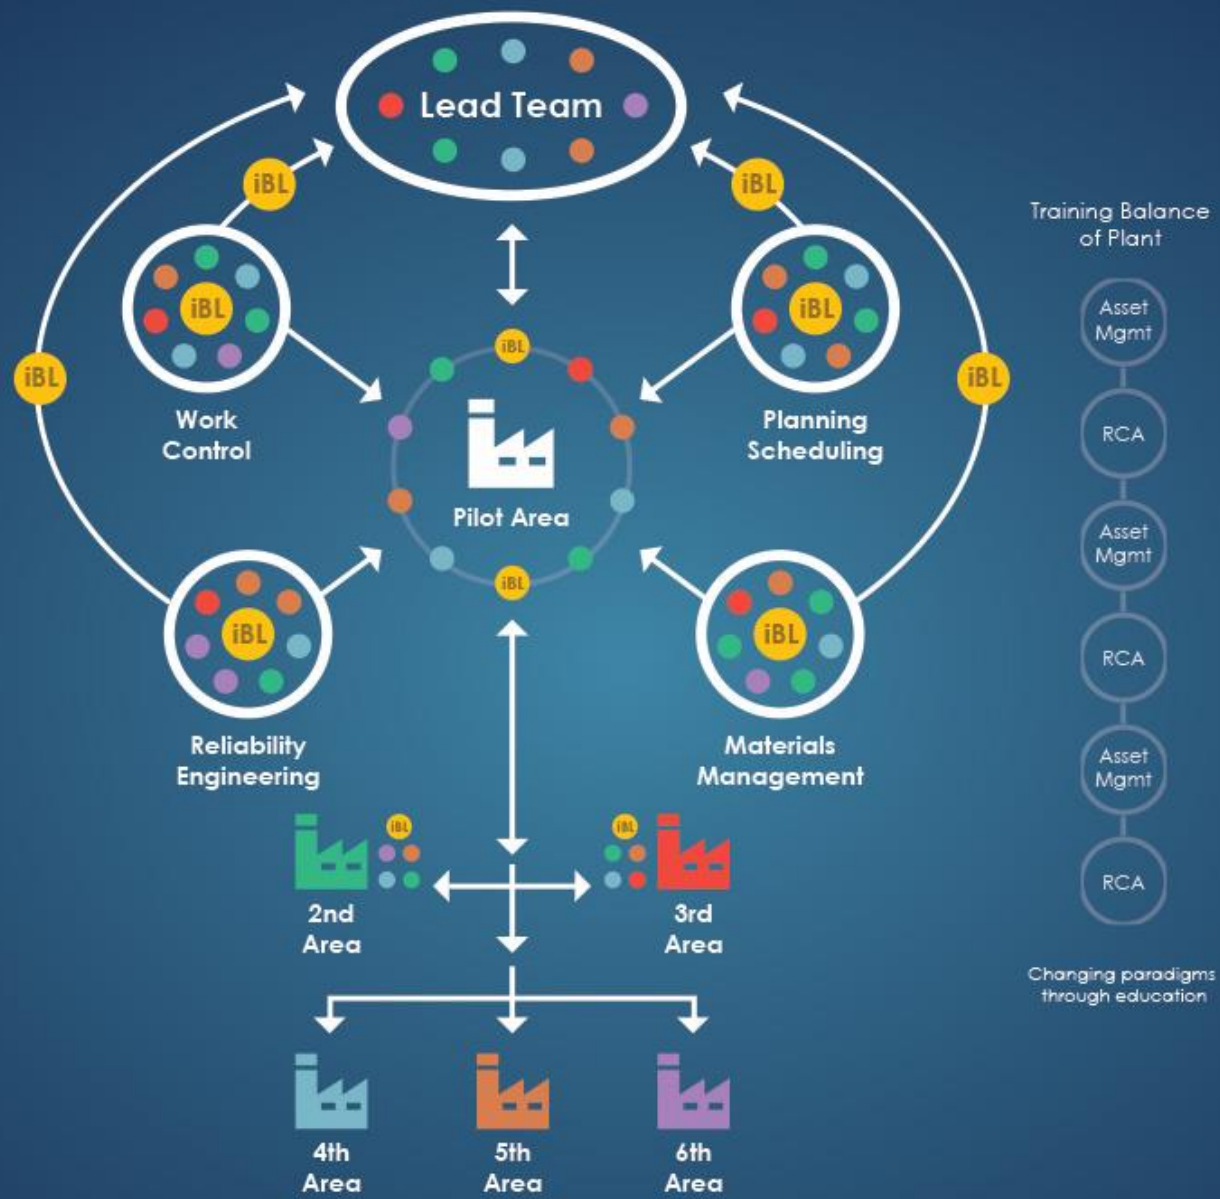 Lead Team
iBL
iBL
Training Balance
of Plant
iBL
iBL
Asset
Mgmt
iBL
iBL
iBL
Work
Control
Planning
Scheduling
RCA
Pilot Area
Asset
Mgmt
iBL
iBL
iBL
RCA
Reliability
Engineering
Materials
Management
Asset
Mgmt
iBL
iBL
RCA
2nd
Area
3rd
Area
Changing paradigms
through education
4th
Area
5th
Area
6th
Area